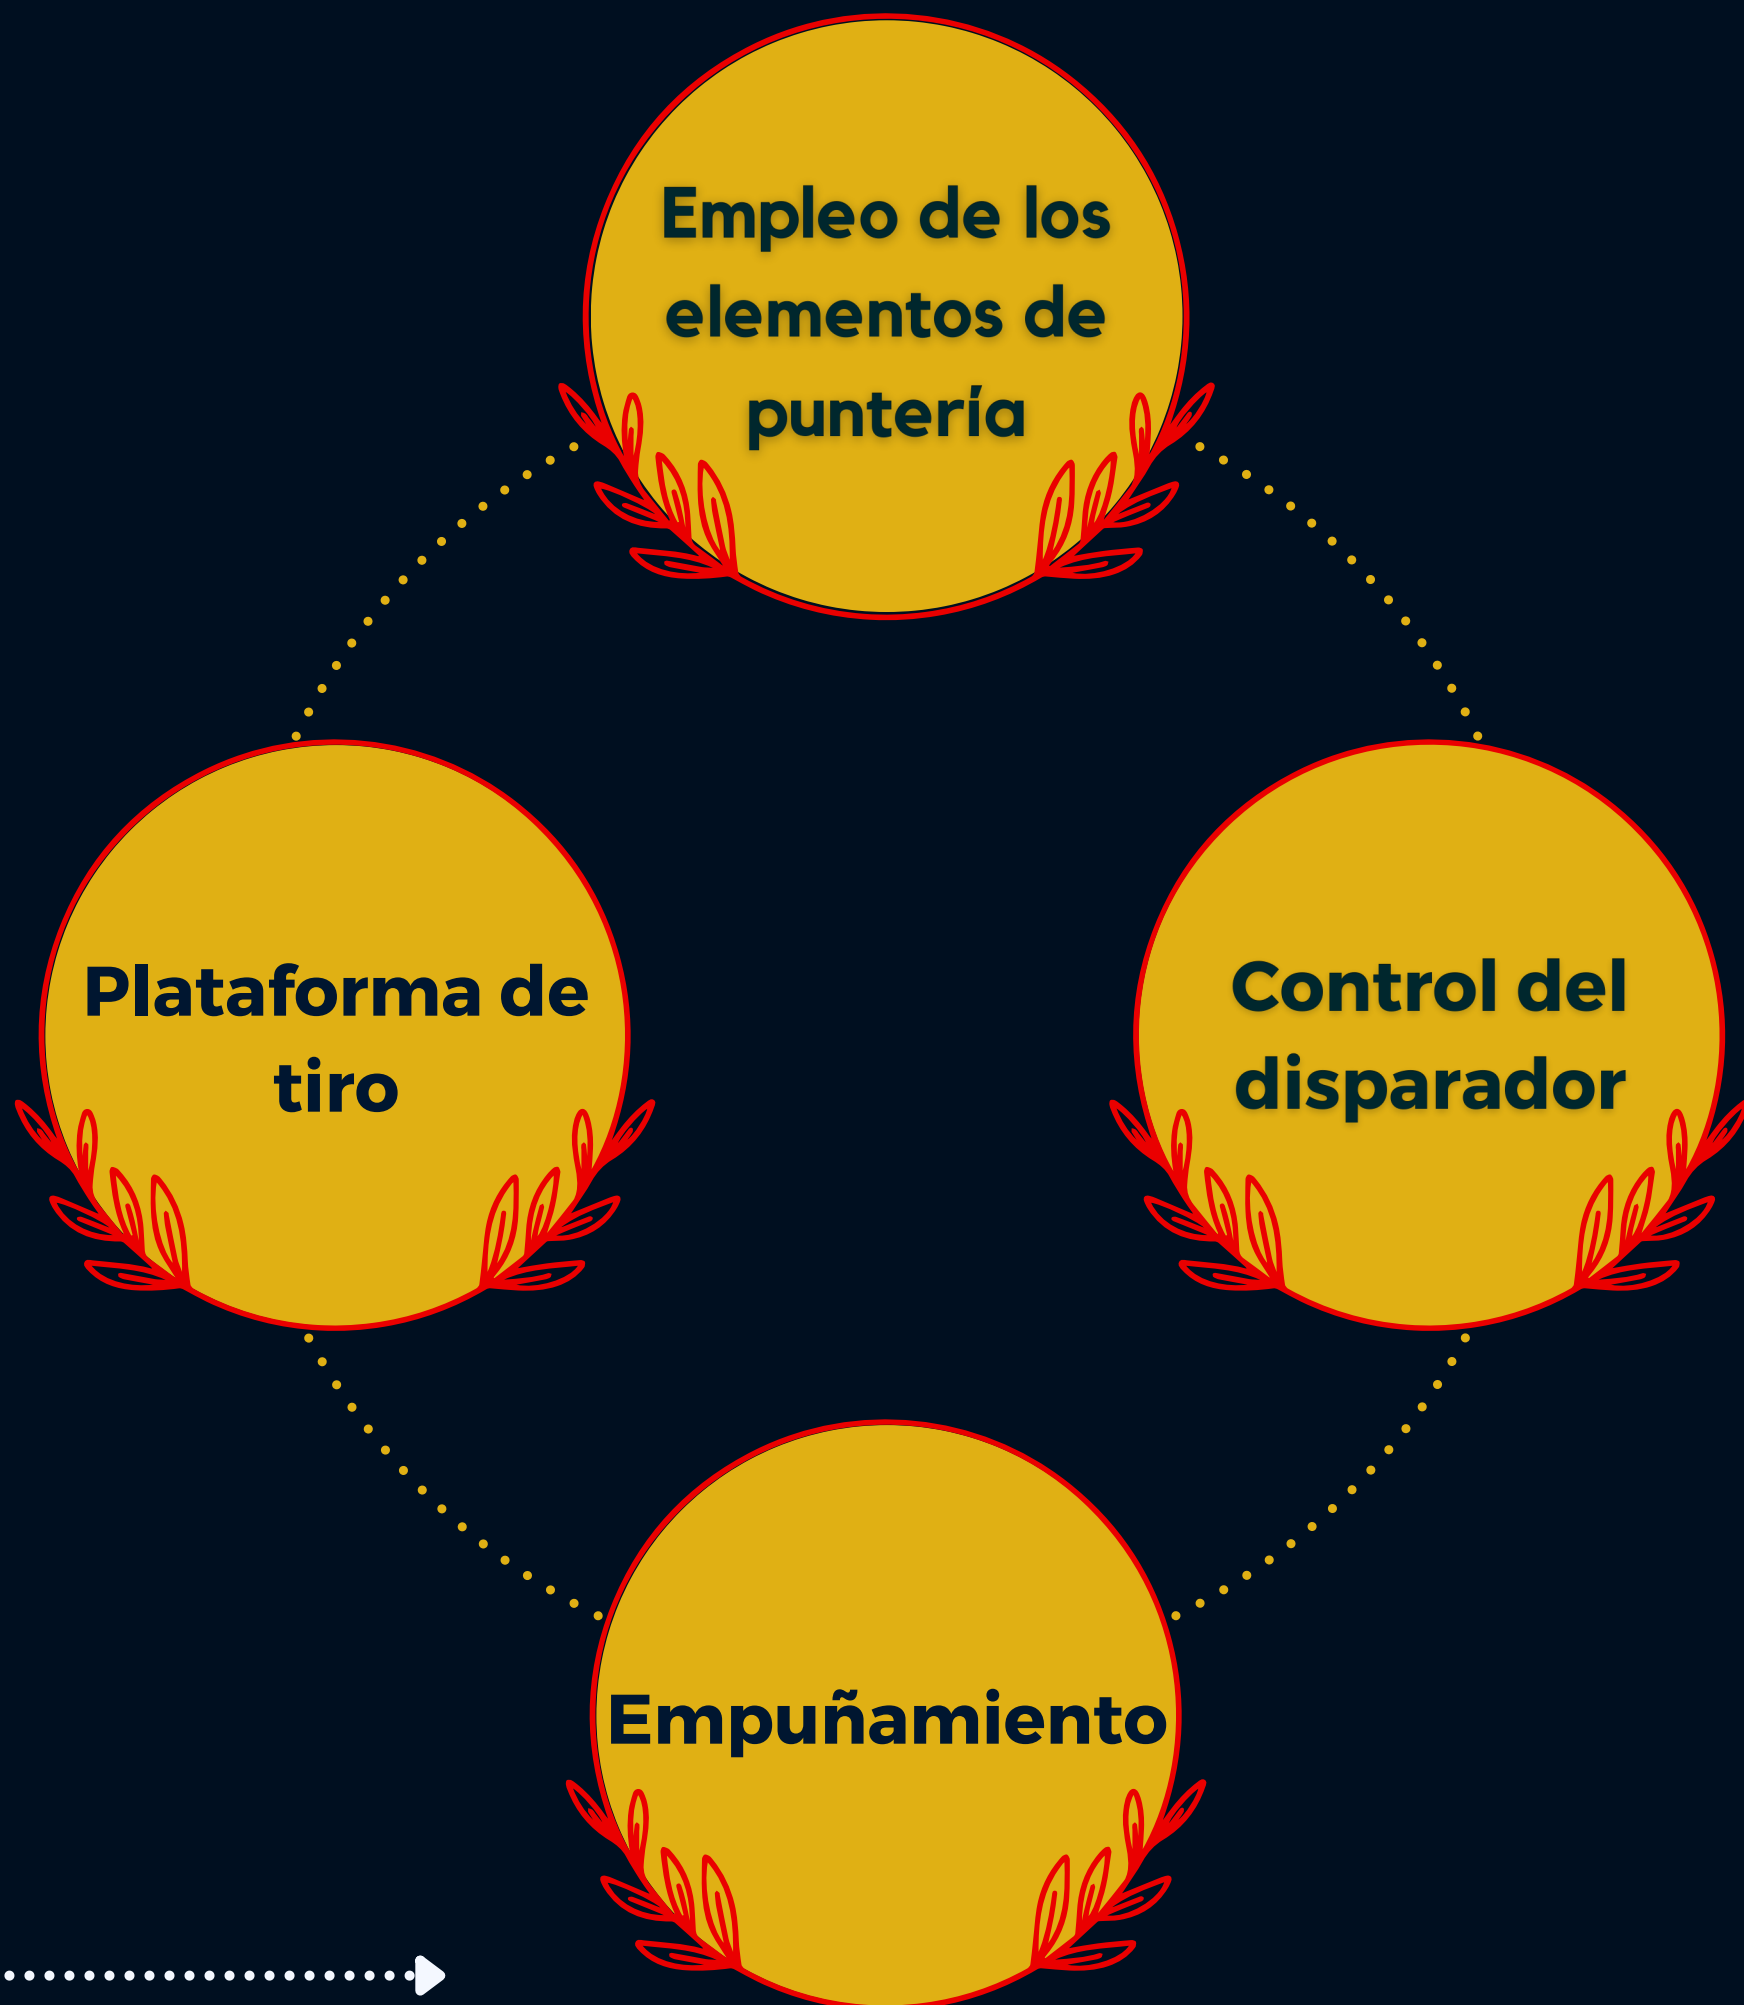 Empleo de los
elementos de
puntería
Plataforma de
tiro
Control del
disparador
Empuñamiento